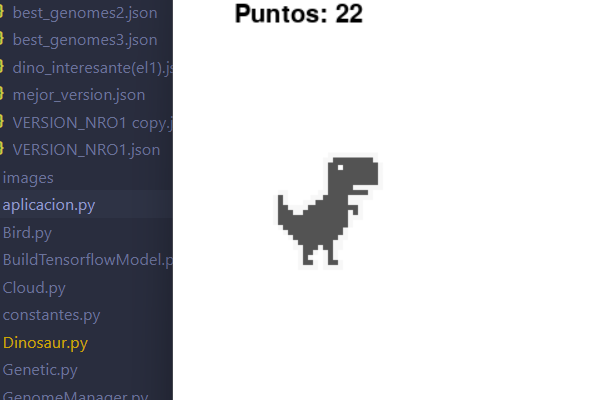 best_genomes2.json
best_genomes3.json
dino_interesante(el1).js
mejor_version.json
VERSION_NRO1 copy.j
VERSION_NRO1.json
images
aplicacion.py
Bird.py
BuildTensorflowModel.p
Cloud.py
constantes.py
Dinosaur.py
Genetic.py
GenomeManager.py
Puntos: 22